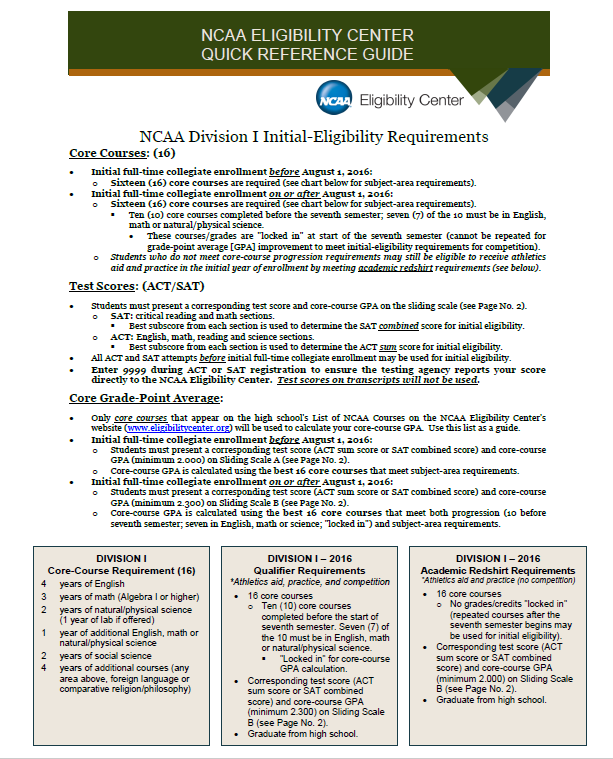 NCAA ELIGIBILITY CENTER
QUICK REFERENCE GUIDE
NCAA Eligibility Center
NCAA Division I Initial-Eligibility Requirements
Core Courses: (16)
• Initial full-time collegiate enrollment before August 1, 2016:
o Sixteen (16) core courses are required (see chart below for subject-area requirements).
• Initial full-time collegiate enrollment on or after August 1, 2016:
o Sixteen (16) core courses are required (see chart below for subject-area requirements).
▪ Ten (10) core courses completed before the seventh semester; seven (7) of the 10 must be in English,
math or natural/physical science.
• These courses/grades are "locked in" at start of the seventh semester (cannot be repeated for
grade-point average [GPA] improvement to meet initial-eligibility requirements for competition).
o Students who do not meet core-course progression requirements may still be eligible to receive athletics
aid and practice in the initial year of enrollment by meeting academic redshirt requirements (see below).
Test Scores: (ACT/SAT)
• Students must present a corresponding test score and core-course GPA on the sliding scale (see Page No. 2).
o SAT: critical reading and math sections.
▪ Best subscore from each section is used to determine the SAT combined score for initial eligibility.
o ACT: English, math, reading and science sections.
▪ Best subscore from each section is used to determine the ACT sum score for initial eligibility.
• All ACT and SAT attempts before initial full-time collegiate enrollment may be used for initial eligibility.
• Enter 9999 during ACT or SAT registration to ensure the testing agency reports your score
directly to the NCAA Eligibility Center. Test scores on transcripts will not be used.
Core Grade-Point Average:
• Only core courses that appear on the high school's List of NCAA Courses on the NCAA Eligibility Center's
website (www.eligibilitycenter.org) will be used to calculate your core-course GPA. Use this list as a guide.
• Initial full-time collegiate enrollment before August 1, 2016:
o Students must present a corresponding test score (ACT sum score or SAT combined score) and core-course
GPA (minimum 2.000) on Sliding Scale A (see Page No. 2).
o Core-course GPA is calculated using the best 16 core courses that meet subject-area requirements.
• Initial full-time collegiate enrollment on or after August 1, 2016:
o Students must present a corresponding test score (ACT sum score or SAT combined score) and core-course
GPA (minimum 2.300) on Sliding Scale B (see Page No. 2).
o Core-course GPA is calculated using the best 16 core courses that meet both progression (10 before
seventh semester; seven in English, math or science; "locked in") and subject-area requirements.
DIVISION I
Core-Course Requirement (16)
4 years of English
3 years of math (Algebra I or higher)
2 years of natural/physical science
(1 year of lab if offered)
1 year of additional English, math or
natural/physical science
2 years of social science
4 years of additional courses (any
area above, foreign language or
comparative religion/philosophy)
DIVISION I – 2016
Qualifier Requirements
*Athletics aid, practice, and competition
• 16 core courses
o Ten (10) core courses
completed before the start of
seventh semester. Seven (7) of
the 10 must be in English, math
or natural/physical science.
▪ "Locked in" for core-course
GPA calculation.
• Corresponding test score (ACT
sum score or SAT combined
score) and core-course GPA
(minimum 2.300) on Sliding Scale
B (see Page No. 2).
• Graduate from high school.
DIVISION I – 2016
Academic Redshirt Requirements
*Athletics aid and practice (no competition)
• 16 core courses
o No grades/credits "locked in"
(repeated courses after the
seventh semester begins may
be used for initial eligibility).
• Corresponding test score (ACT
sum score or SAT combined
score) and core-course GPA
(minimum 2.000) on Sliding Scale
B (see Page No. 2).
• Graduate from high school.